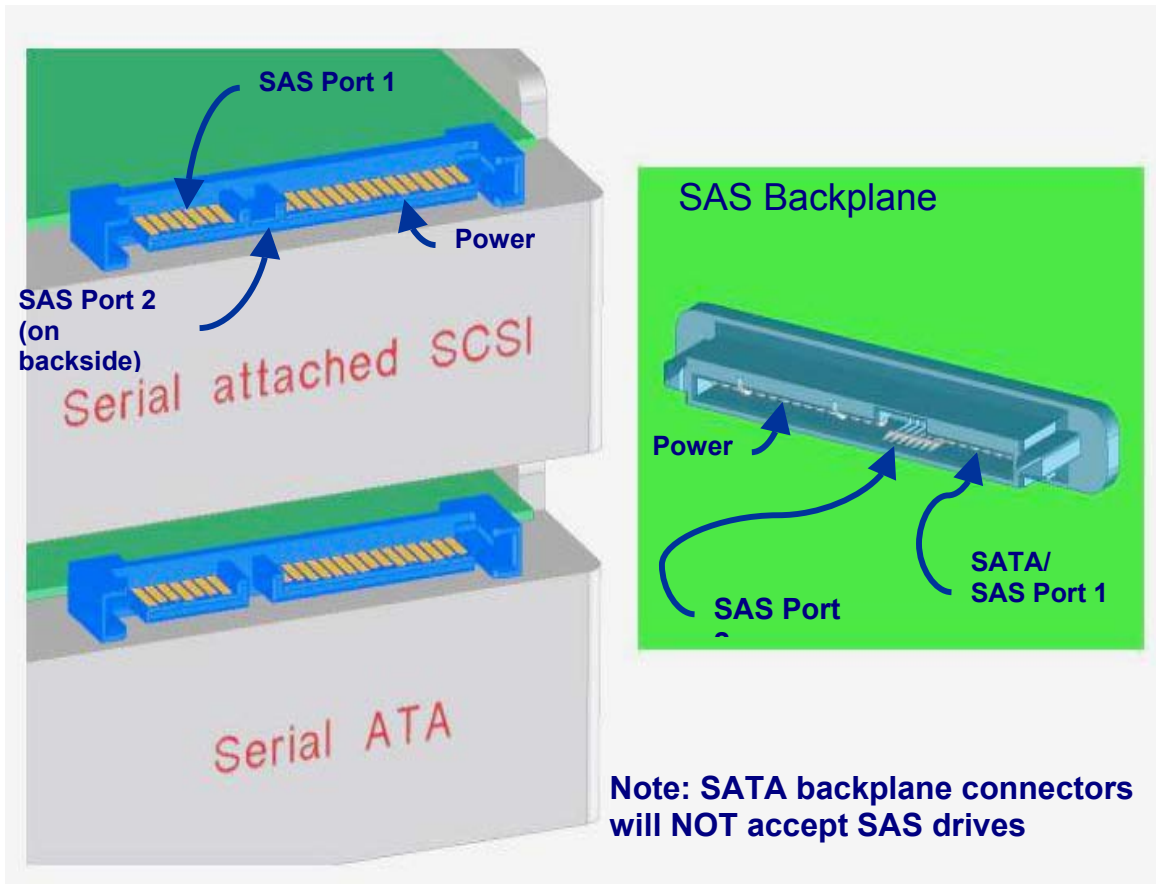 SAS Port 1
Power
SAS Port 2
(on
backside)
Serial attached SCSI
Serial ATA
SAS Backplane
Power
SATA/
SAS Port 1
SAS Port
Note: SATA backplane connectors
will NOT accept SAS drives